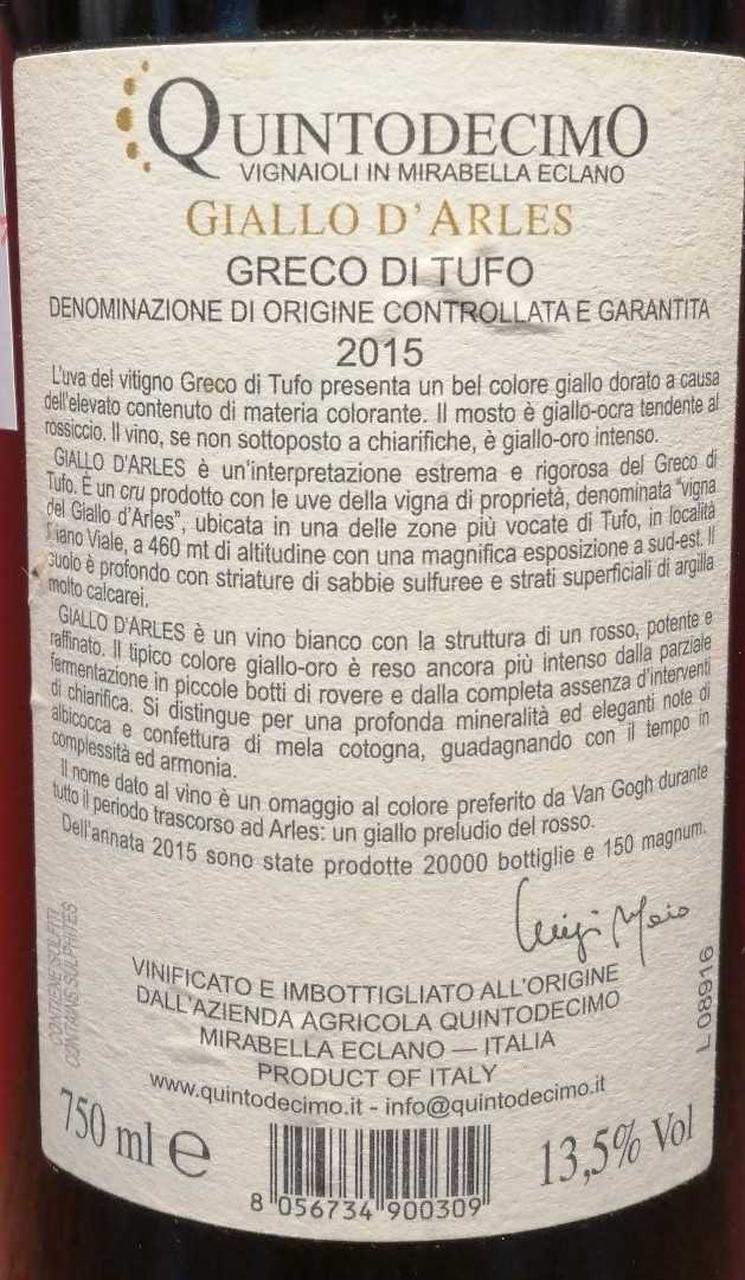 QUINTODECIMO
VIGNAIOLI IN MIRABELLA ECLANO
GIALLO D'ARLES
GRECO DI TUFO
DENOMINAZIONE DI ORIGINE CONTROLLATA E GARANTITA
2015
L'uva del vitigno Greco di Tufo presenta un bel colore giallo dorato a causa
dell'elevato contenuto di materia colorante. Il mosto è giallo-ocra tendente al
rossiccio. Il vino, se non sottoposto a chiarifiche, è giallo-oro intenso.
GIALLO D'ARLES è un'interpretazione estrema e rigorosa del Greco di
Tufo. È un cru prodotto con le uve della vigna di proprietà, denominata "vigna
del Giallo d'Arles", ubicata in una delle zone più vocate di Tufo, in località
Viale, a 460 mt di altitudine con una magnifica esposizione a sud-est. Il
suolo è profondo con striature di sabbie sulfuree e strati superficiali di argilla
molto calcarei.
GIALLO D'ARLES è un vino bianco con la struttura di un rosso, potente e
raffinato. Il tipico colore giallo-oro è reso ancora più intenso dalla parziale
fermentazione in piccole botti di rovere e dalla completa assenza d'interventi
di chiarifica. Si distingue per una profonda mineralità ed eleganti note di
albicocca e confettura di mela cotogna, guadagnando con il tempo in
complessità ed armonia.
Il nome dato al vino è un omaggio al colore preferito da Van Gogh durante
tutto il periodo trascorso ad Arles: un giallo preludio del rosso.
Dell'annata 2015 sono state prodotte 20000 bottiglie e 150 magnum.
Luigi Moio
CONTIENE SOLFITI
CONTAINS SULPHITES
L 08916
VINIFICATO E IMBOTTIGLIATO ALL'ORIGINE
DALL'AZIENDA AGRICOLA QUINTODECIMO
MIRABELLA ECLANO — ITALIA
PRODUCT OF ITALY
www.quintodecimo.it - info@quintodecimo.it
750 ml e
13,5% Vol
8 056734 900309